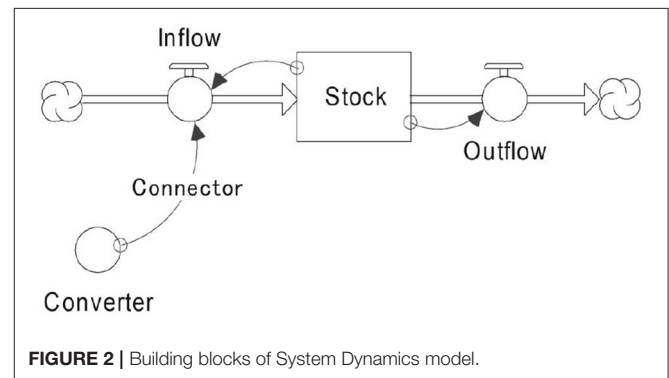 Inflow
Stock
Outflow
Connector
Converter
FIGURE 2 | Building blocks of System Dynamics model.